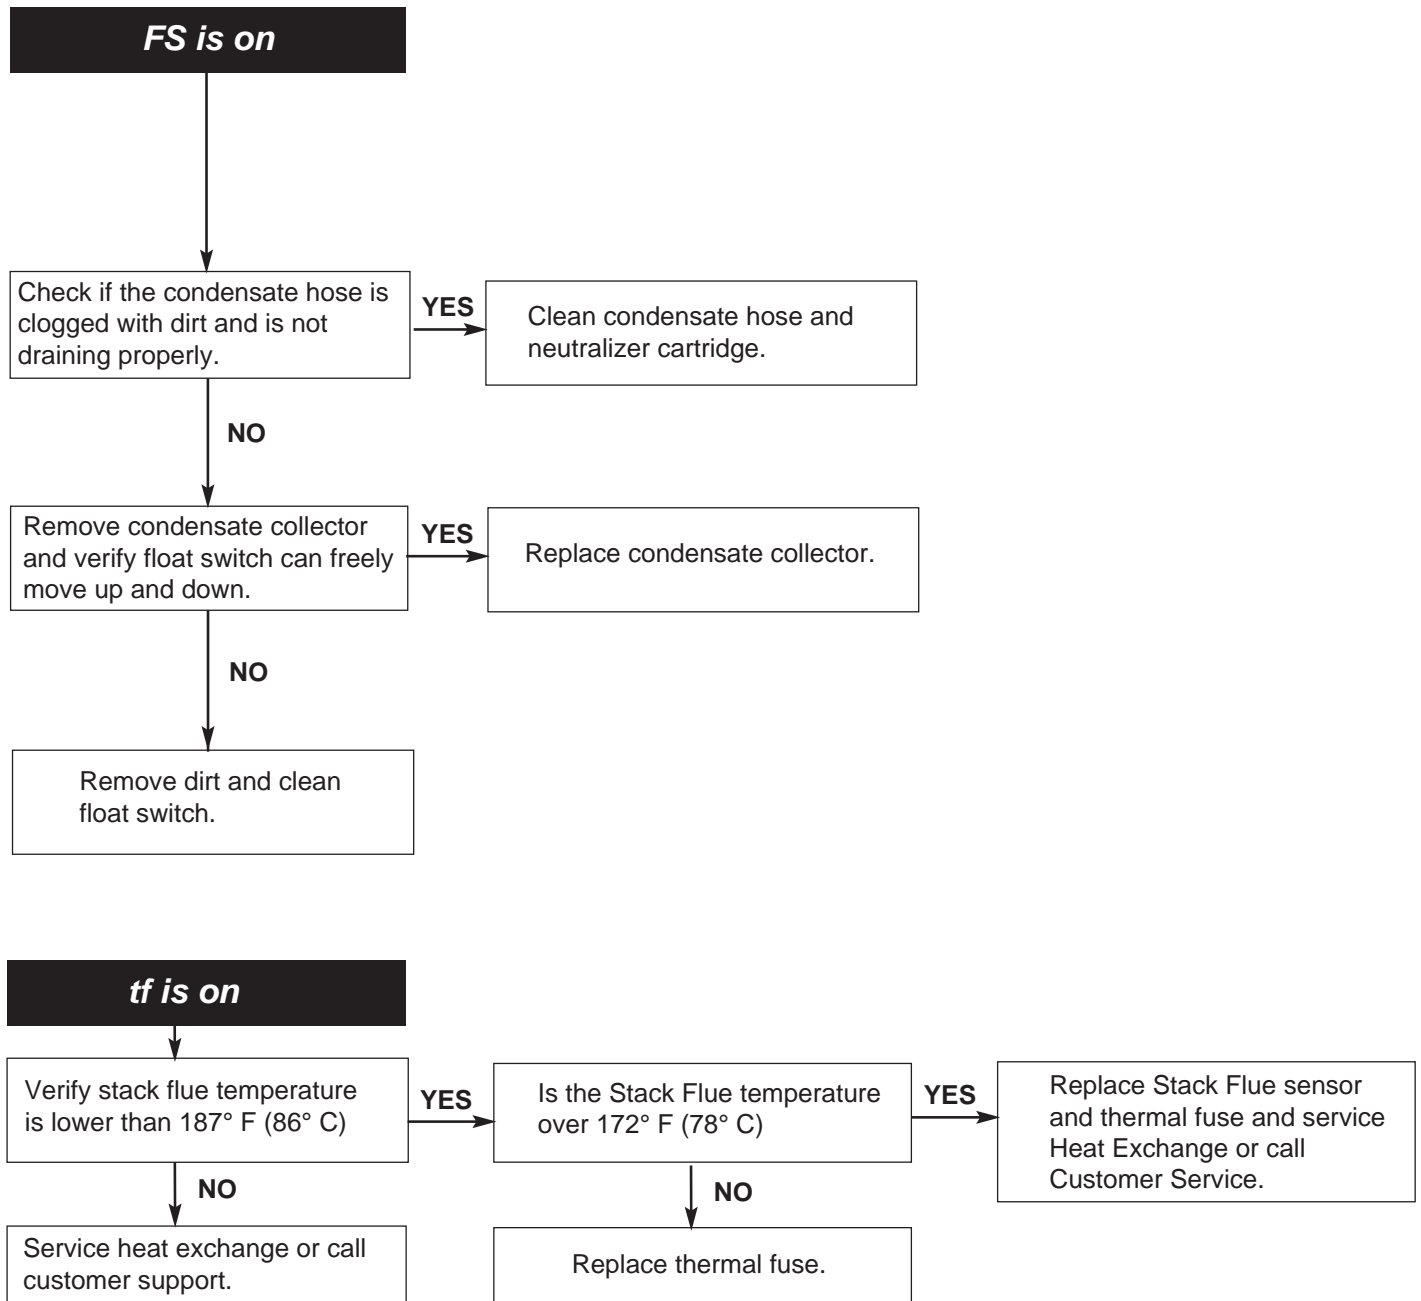 FS is on
Check if the condensate hose is
clogged with dirt and is not
draining properly.
YES
Clean condensate hose and
neutralizer cartridge.
NO
Remove condensate collector
and verify float switch can freely
move up and down.
YES
Replace condensate collector.
NO
Remove dirt and clean
float switch.
tf is on
Verify stack flue temperature
is lower than 187° F (86° C)
YES
Is the Stack Flue temperature
over 172° F (78° C)
YES
Replace Stack Flue sensor
and thermal fuse and service
Heat Exchange or call
Customer Service.
NO
Service heat exchange or call
customer support.
NO
Replace thermal fuse.